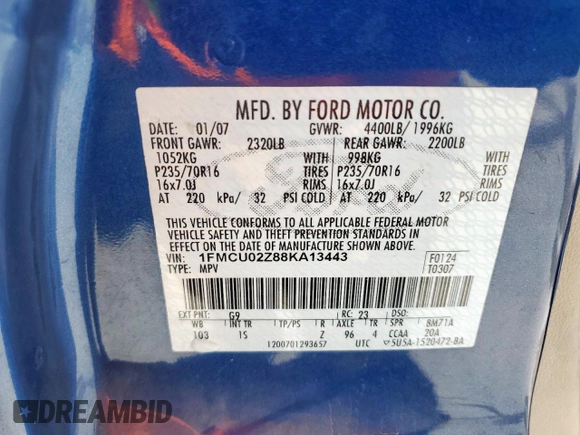 MFD. BY FORD MOTOR CO.
DATE: 01/07 GVWR: 4400LB/1996KG
FRONT GAWR: 2320LB REAR GAWR: 2200LB
1052KG WITH 998KG WITH
P235/70R16 TIRES P235/70R16 TIRES
16x7.0J RIMS 16x7.0J RIMS
AT 220 kPa/ 32 PSI COLD AT 220 kPa/ 32 PSI COLD
THIS VEHICLE CONFORMS TO ALL APPLICABLE FEDERAL MOTOR
VEHICLE SAFETY AND THEFT PREVENTION STANDARDS IN
EFFECT ON THE DATE OF MANUFACTURE SHOWN ABOVE.
VIN: 1FMCU02Z88KA13443 F0124
TYPE: MPV T0307
EXT PNT: G9 RC: 23 DSO:
WB INT TR TP/PS R AXLE TR SPR 8M71A
103 1S 2 96 4 CCAA 20A
1200701293657 UTC 5U5A-1520472-BA
Ford
DREAMBID